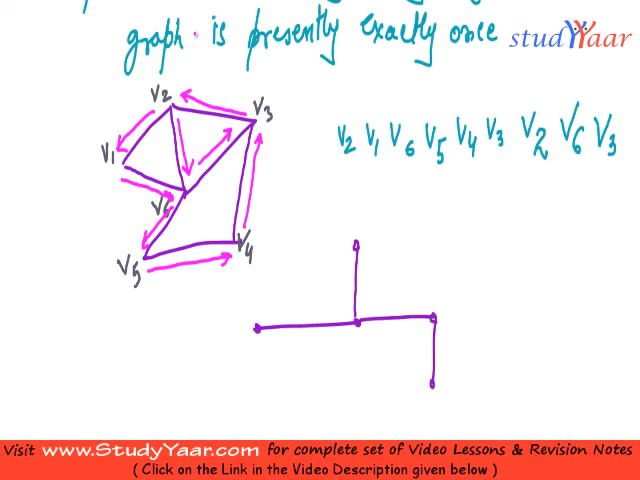 graph is presently exactly once
studYYaar
V2
V3
V1
V6
V4
V5
V2 V1 V6 V5 V4 V3 V2 V6 V3
Visit www.StudyYaar.com for complete set of Video Lessons & Revision Notes
( Click on the Link in the Video Description given below )